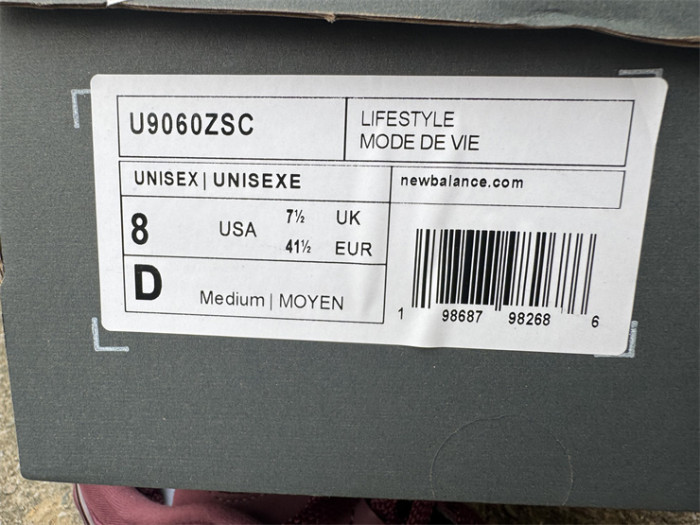 U9060ZSC
LIFESTYLE
MODE DE VIE
UNISEX | UNISEXE
newbalance.com
8 USA 7½ UK
41½ EUR
D Medium | MOYEN
1 98687 98268 6